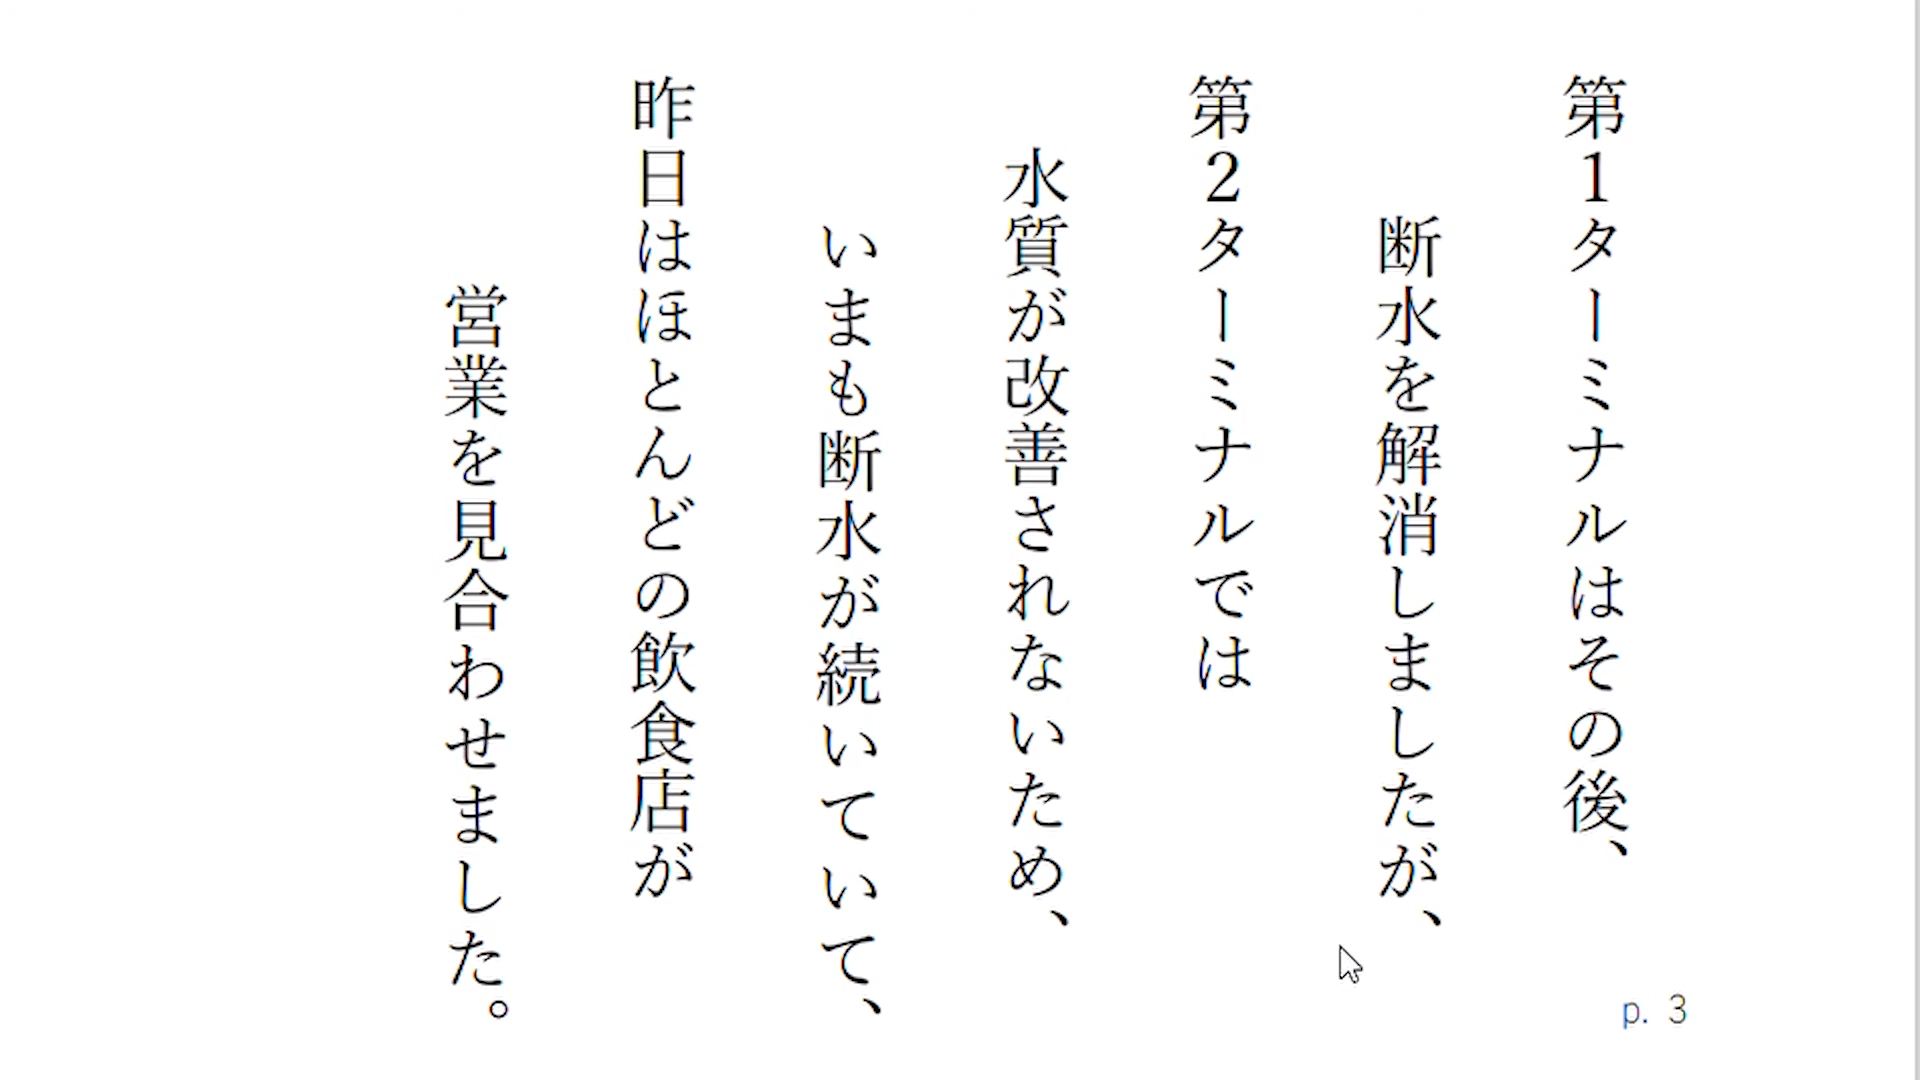 第1ターミナルはその後、
断水を解消しましたが、
第2ターミナルでは
水質が改善されないため、
いまも断水が続いていて、
昨日はほとんどの飲食店が
営業を見合わせました。
p. 3